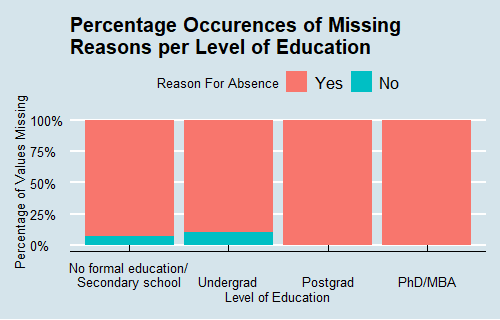 Percentage Occurences of Missing
Reasons per Level of Education
Reason For Absence Yes No
Percentage of Values Missing
100%
75%
50%
25%
0%
No formal education/
Secondary school
Undergrad
Postgrad
PhD/MBA
Level of Education